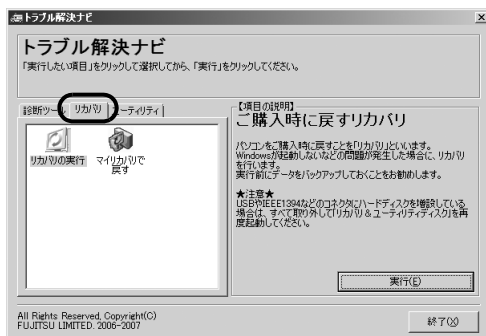 トラブル解決ナビ
トラブル解決ナビ
「実行したい項目」をクリックして選択してから、「実行」をクリックしてください。
診断ツール リカバリ ユーティリティ
リカバリの実行
マイリカバリで
戻す
【項目の説明】
ご購入時に戻すリカバリ
パソコンをご購入時に戻すことを「リカバリ」といいます。
Windowsが起動しないなどの問題が発生した場合に、リカバリ
を行います。
実行前にデータをバックアップしておくことをお勧めします。
★注意★
USBやIEEE1394などのコネクタにハードディスクを増設している
場合は、すべて取り外して「リカバリ&ユーティリティディスク」を再
度起動してください。
実行(E)
All Rights Reserved, Copyright(C)
FUJITSU LIMITED. 2006-2007
終了(X)